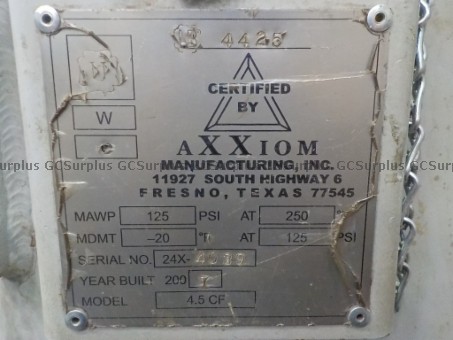 4425
CERTIFIED
BY
W
AXXIOM
MANUFACTURING, INC.
11927 SOUTH HIGHWAY 6
FRESNO, TEXAS 77545
MAWP 125 PSI AT 250
MDMT -20 °F AT 125 PSI
SERIAL NO. 24X-
YEAR BUILT 200
MODEL 4.5 CF
GCSurplus GCSurplus GCSurplus GCSurplus GCSurplus